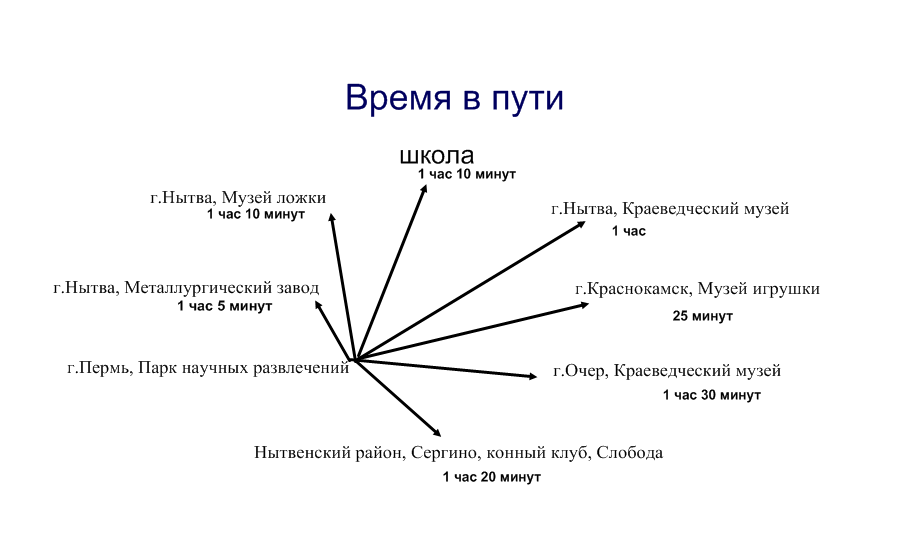 Время в пути
школа
1 час 10 минут
г.Нытва, Музей ложки
1 час 10 минут
г.Нытва, Краеведческий музей
1 час
г.Нытва, Металлургический завод
1 час 5 минут
г.Краснокамск, Музей игрушки
25 минут
г.Пермь, Парк научных развлечений
г.Очер, Краеведческий музей
1 час 30 минут
Нытвенский район, Сергино, конный клуб, Слобода
1 час 20 минут